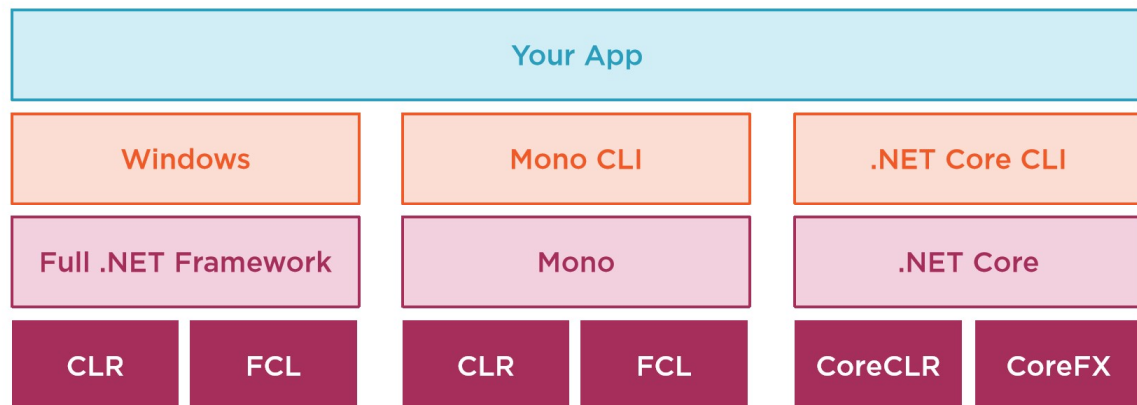 Your App
Windows
Mono CLI
.NET Core CLI
Full .NET Framework
Mono
.NET Core
CLR
FCL
CLR
FCL
CoreCLR
CoreFX